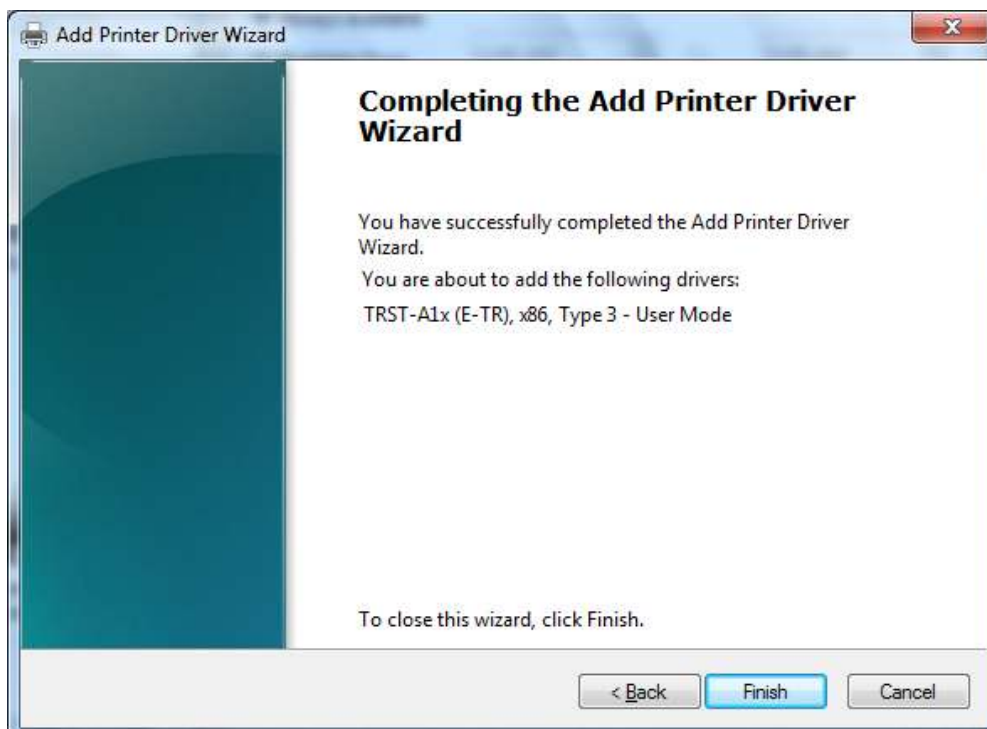 Add Printer Driver Wizard
Completing the Add Printer Driver
Wizard
You have successfully completed the Add Printer Driver
Wizard.
You are about to add the following drivers:
TRST-A1x (E-TR), x86, Type 3 - User Mode
To close this wizard, click Finish.
< Back Finish Cancel